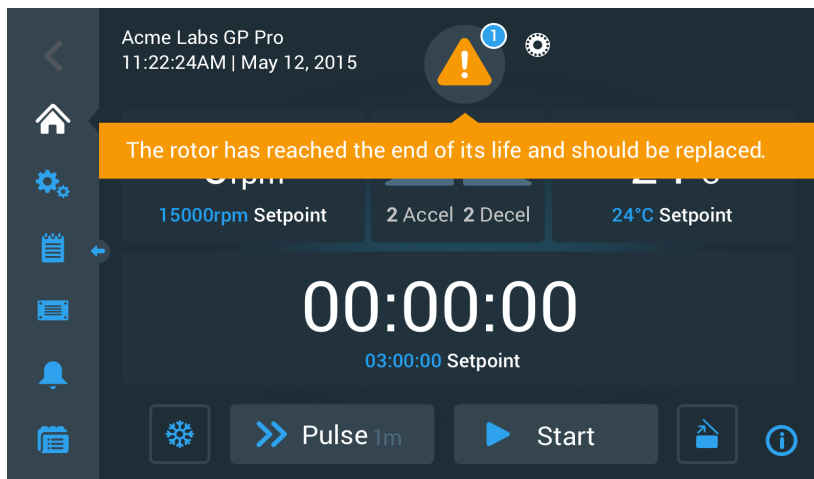 Acme Labs GP Pro
11:22:24AM | May 12, 2015
1
The rotor has reached the end of its life and should be replaced.
rpm
15000rpm Setpoint
2 Accel 2 Decel
24°C Setpoint
00:00:00
03:00:00 Setpoint
Pulse 1m
Start